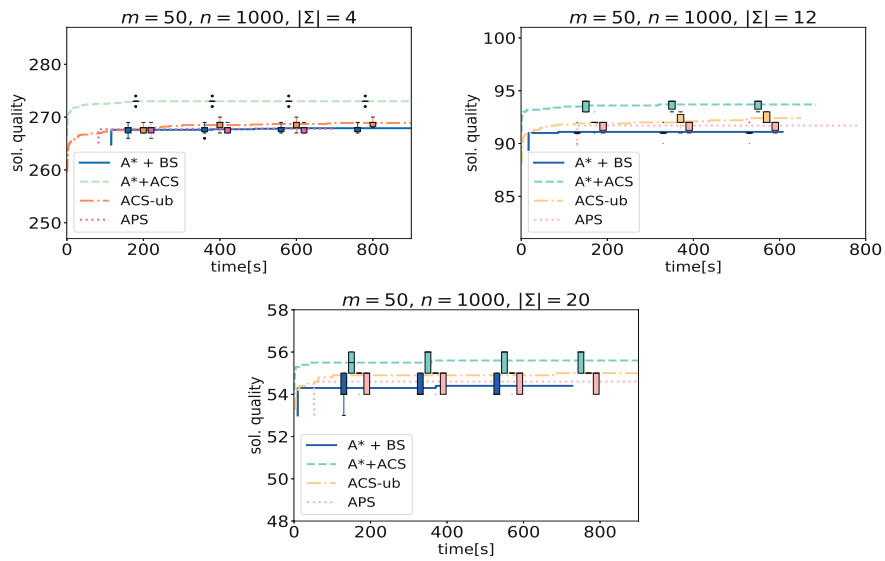 m = 50, n = 1000, |Σ| = 4
sol. quality
280
270
260
250
A* + BS
A*+ACS
ACS-ub
APS
0 200 400 600 800
time[s]
m = 50, n = 1000, |Σ| = 12
sol. quality
100
95
90
85
A* + BS
A*+ACS
ACS-ub
APS
0 200 400 600 800
time[s]
m = 50, n = 1000, |Σ| = 20
sol. quality
58
56
54
52
50
48
A* + BS
A*+ACS
ACS-ub
APS
0 200 400 600 800
time[s]